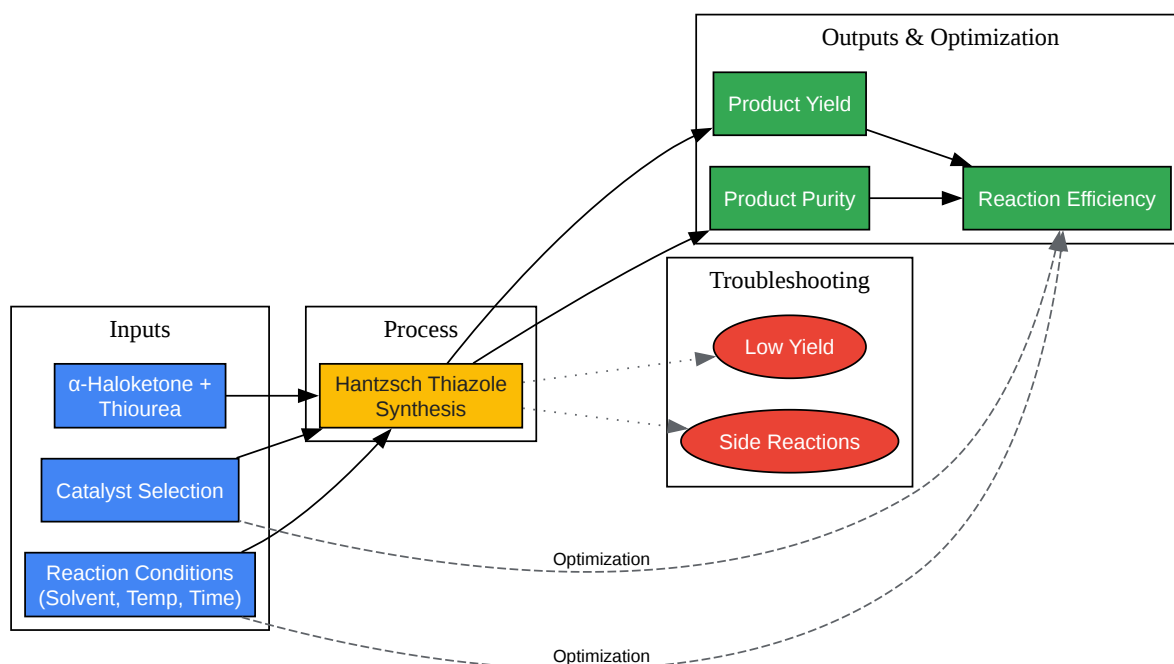 Outputs & Optimization
Product Yield
Product Purity
Reaction Efficiency
Troubleshooting
Low Yield
Side Reactions
Inputs
α-Haloketone +
Thiourea
Catalyst Selection
Reaction Conditions
(Solvent, Temp, Time)
Process
Hantzsch Thiazole
Synthesis
Optimization
Optimization